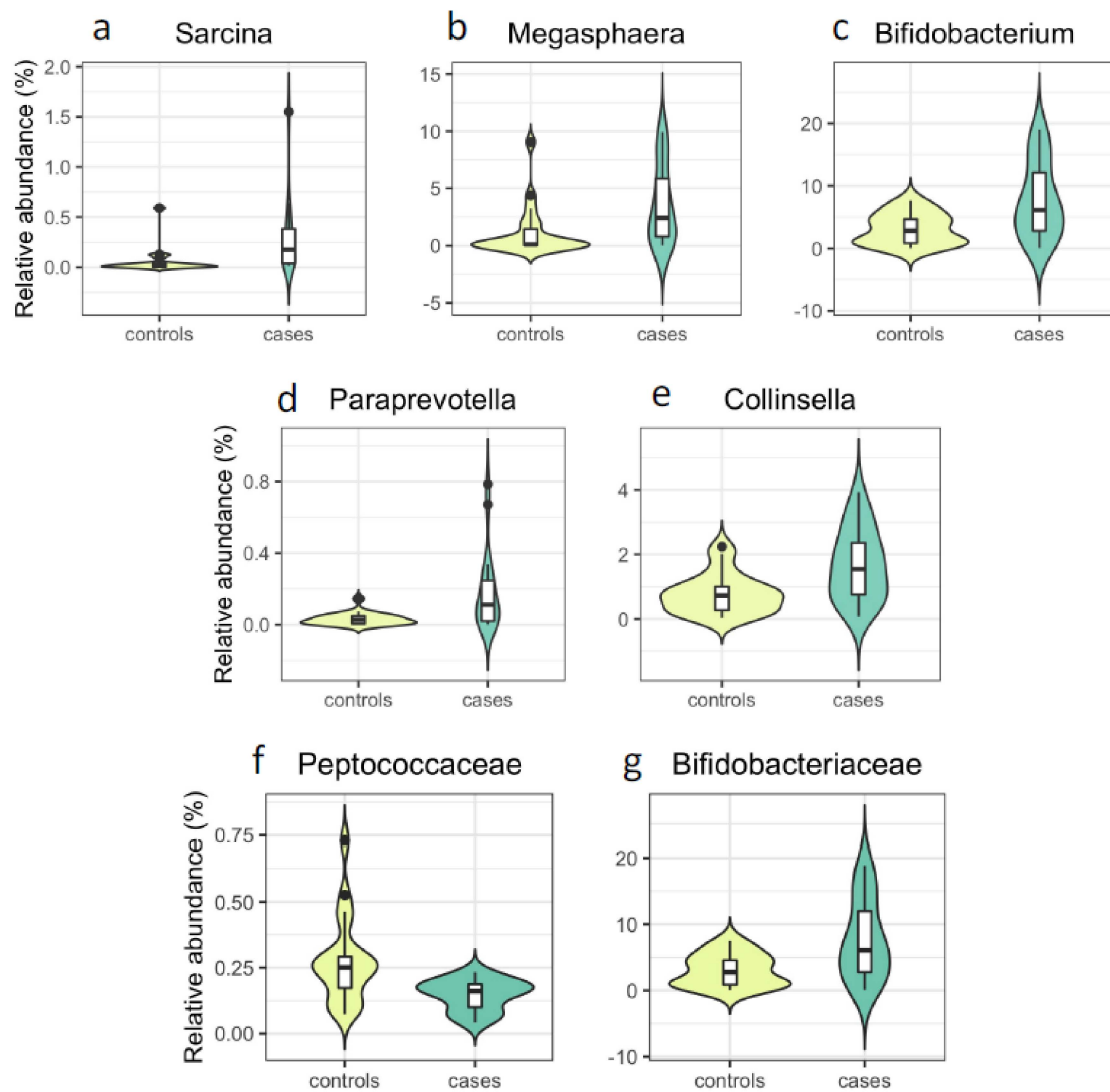 a Sarcina
b Megasphaera
c Bifidobacterium
Relative abundance (%)
2.0
1.5
1.0
0.5
0.0
controls cases
15
10
5
0
-5
controls cases
20
10
0
-10
controls cases
d Paraprevotella
e Collinsella
Relative abundance (%)
0.8
0.4
0.0
controls cases
4
2
0
controls cases
f Peptococcaceae
g Bifidobacteriaceae
Relative abundance (%)
0.75
0.50
0.25
0.00
controls cases
20
10
0
-10
controls cases